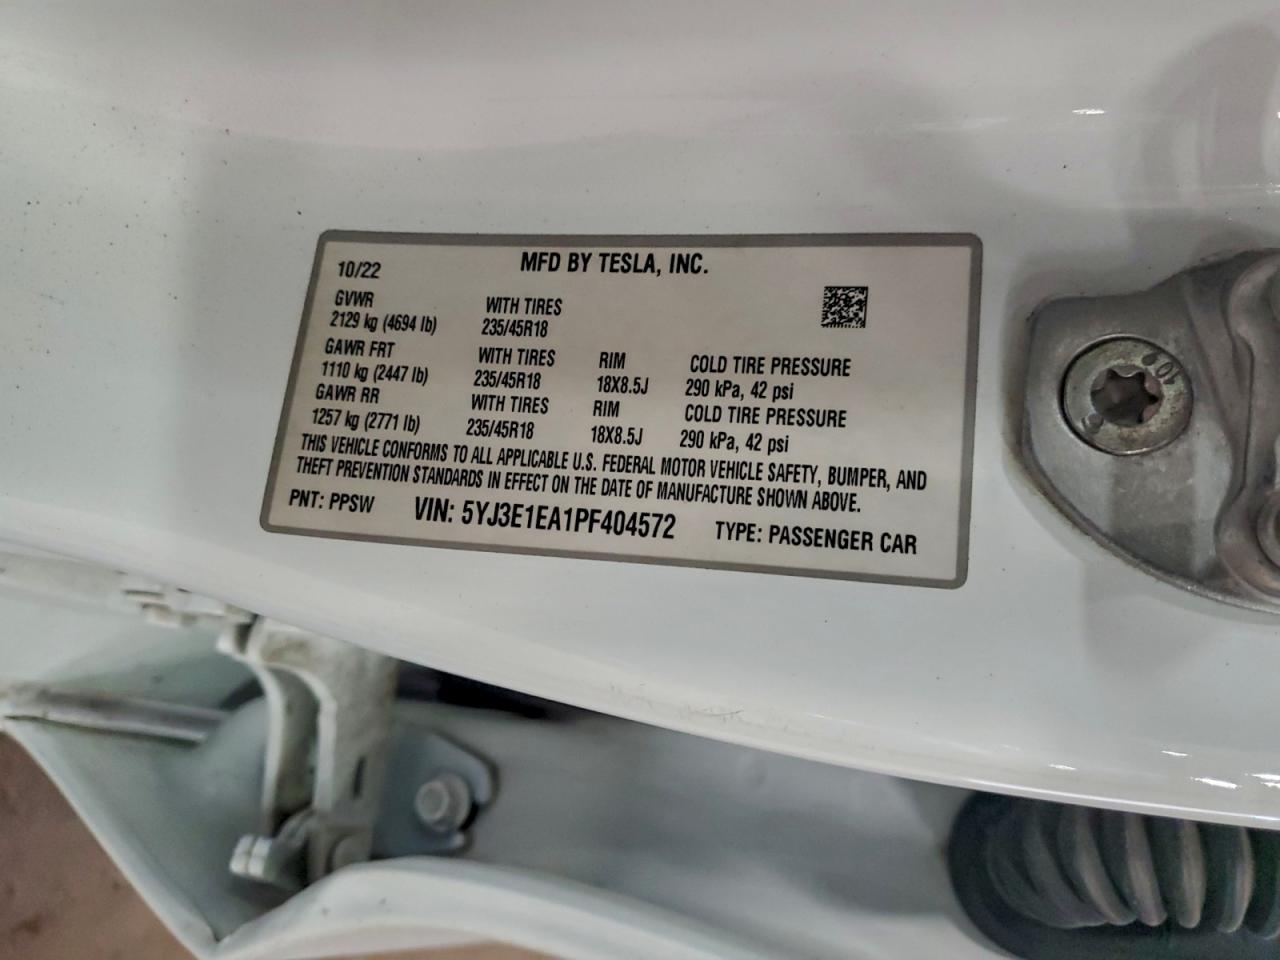 MFD BY TESLA, INC.
10/22
GVWR WITH TIRES
2129 kg (4694 lb) 235/45R18
GAWR FRT WITH TIRES RIM COLD TIRE PRESSURE
1110 kg (2447 lb) 235/45R18 18X8.5J 290 kPa, 42 psi
GAWR RR WITH TIRES RIM COLD TIRE PRESSURE
1257 kg (2771 lb) 235/45R18 18X8.5J 290 kPa, 42 psi
THIS VEHICLE CONFORMS TO ALL APPLICABLE U.S. FEDERAL MOTOR VEHICLE SAFETY, BUMPER, AND
THEFT PREVENTION STANDARDS IN EFFECT ON THE DATE OF MANUFACTURE SHOWN ABOVE.
PNT: PPSW VIN: 5YJ3E1EA1PF404572 TYPE: PASSENGER CAR